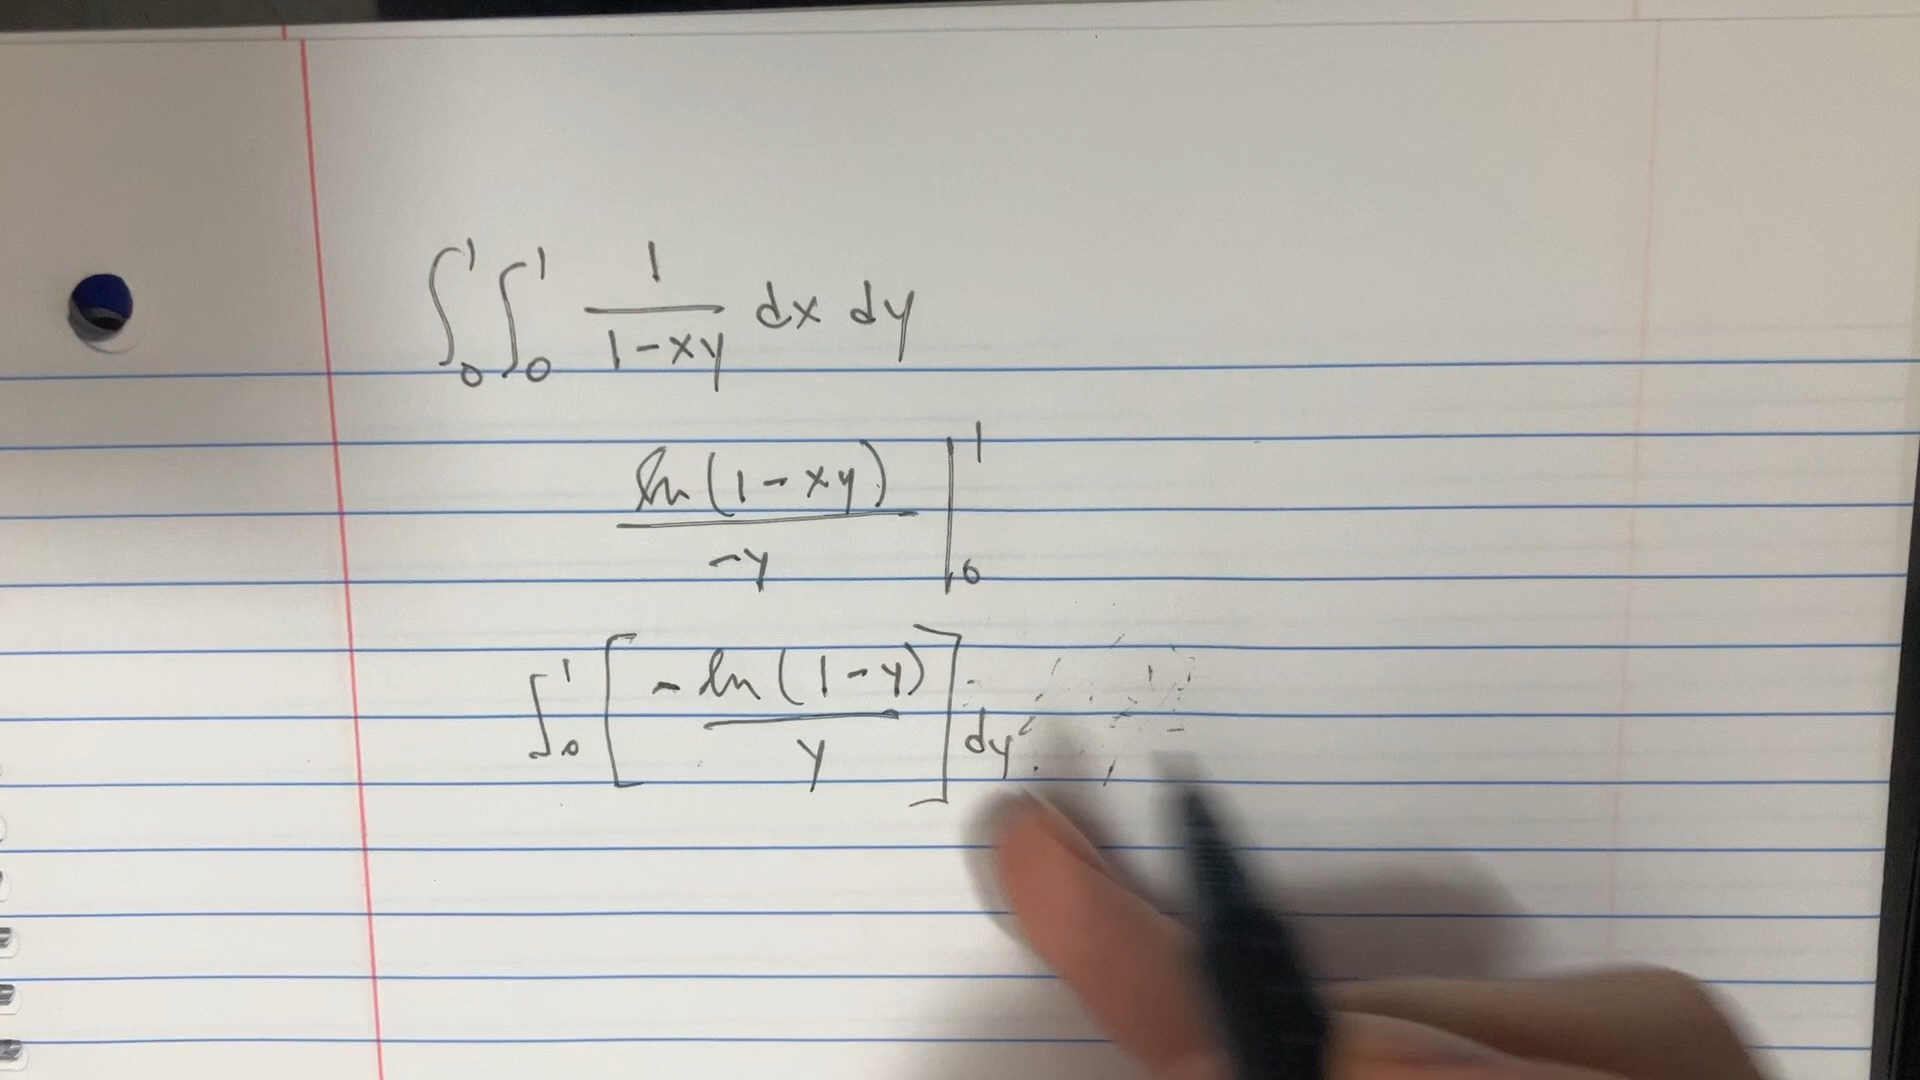 ∫₀¹ ∫₀¹ 1/(1-xy) dx dy
ln(1-xy)/(-y) |₀¹
∫₀¹ [ -ln(1-y)/y ] dy